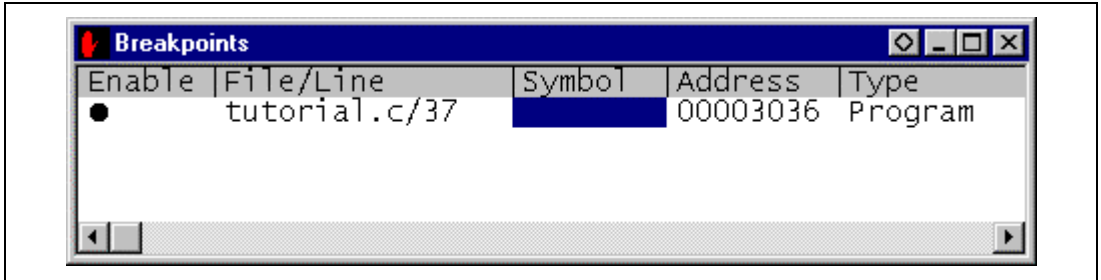 Breakpoints
Enable |File/Line |Symbol |Address |Type
● tutorial.c/37 00003036 Program